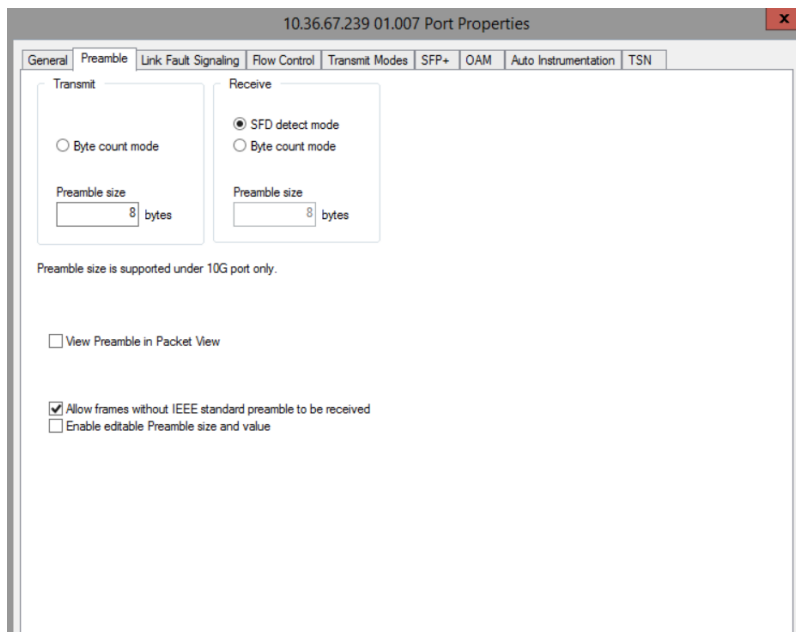 10.36.67.239 01.007 Port Properties
x
General Preamble Link Fault Signaling Flow Control Transmit Modes SFP+ OAM Auto Instrumentation TSN
Transmit
Receive
SFD detect mode
Byte count mode
Byte count mode
Preamble size
Preamble size
8 bytes
8 bytes
Preamble size is supported under 10G port only.
View Preamble in Packet View
Allow frames without IEEE standard preamble to be received
Enable editable Preamble size and value